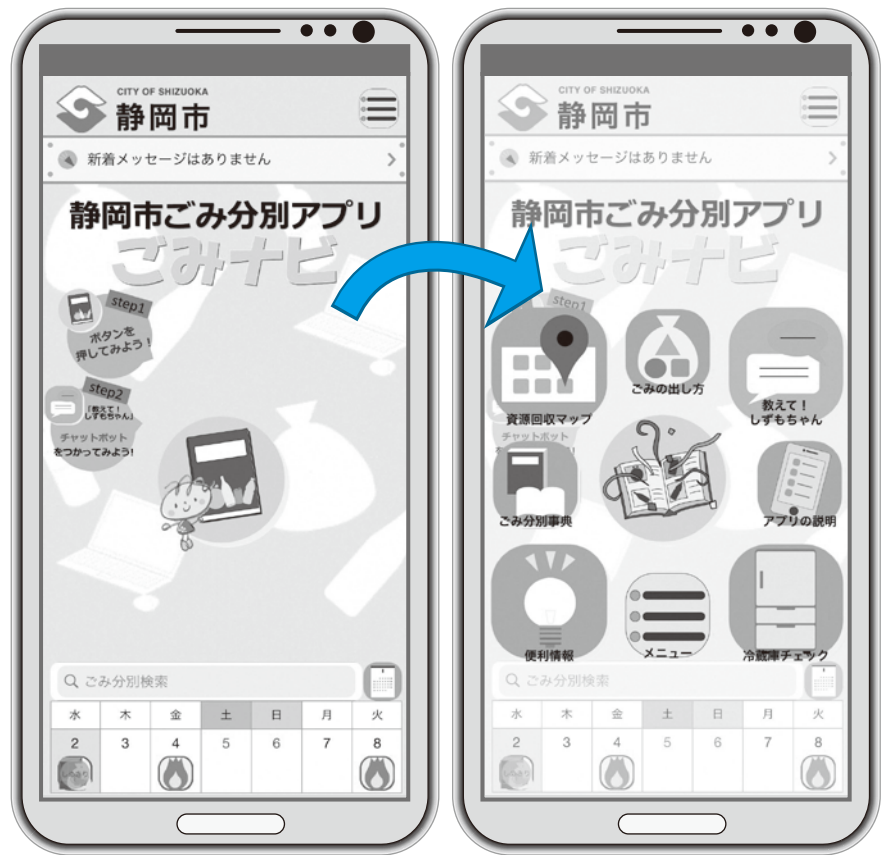 CITY OF SHIZUOKA
静岡市
新着メッセージはありません
静岡市ごみ分別アプリ
ごみナビ
step1
ボタンを
押してみよう!
step2
「教えて!
しずもちゃん」
チャットボット
をつかってみよう!
ごみ分別検索
水 木 金 土 日 月 火
2 3 4 5 6 7 8
CITY OF SHIZUOKA
静岡市
新着メッセージはありません
静岡市ごみ分別アプリ
ごみナビ
step1
資源回収マップ
ごみの出し方
教えて!
しずもちゃん
チャットボット
ごみ分別事典
アプリの説明
便利情報
メニュー
冷蔵庫チェック
ごみ分別検索
水 木 金 土 日 月 火
2 3 4 5 6 7 8